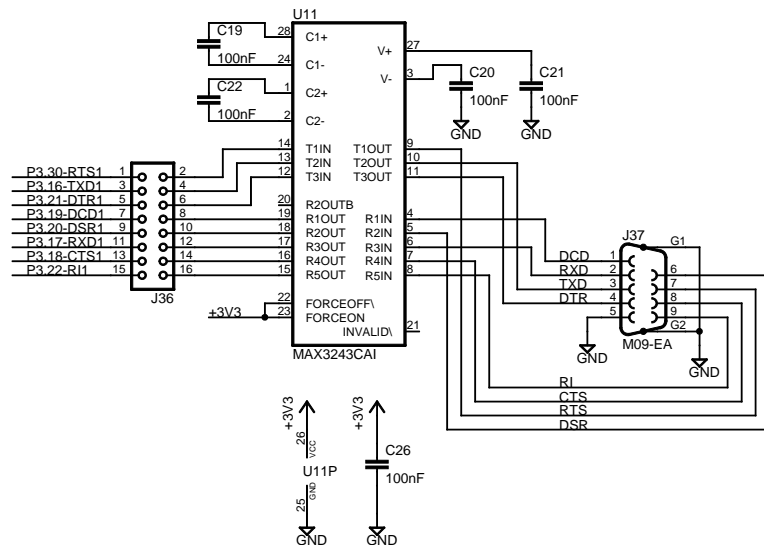 U11
C19
100nF
C22
100nF
28 C1+
24 C1-
1 C2+
2 C2-
V+ 27
V- 3
C20
100nF
GND
C21
100nF
GND
14 T1IN T1OUT 9
13 T2IN T2OUT 10
12 T3IN T3OUT 11
20 R2OUTB
19 R1OUT R1IN 4
18 R2OUT R2IN 5
17 R3OUT R3IN 6
16 R4OUT R4IN 7
15 R5OUT R5IN 8
22 FORCEOFF\
23 FORCEON
INVALID\ 21
+3V3
MAX3243CAI
P3.30-RTS1 1 2
P3.16-TXD1 3 4
P3.21-DTR1 5 6
P3.19-DCD1 7 8
P3.20-DSR1 9 10
P3.17-RXD1 11 12
P3.18-CTS1 13 14
P3.22-RI1 15 16
J36
J37
G1
DCD 1 6
RXD 2 7
TXD 3 8
DTR 4 9
5 G2
M09-EA
GND
GND
RI
CTS
RTS
DSR
+3V3
26
VCC
U11P
25
GND
GND
+3V3
C26
100nF
GND